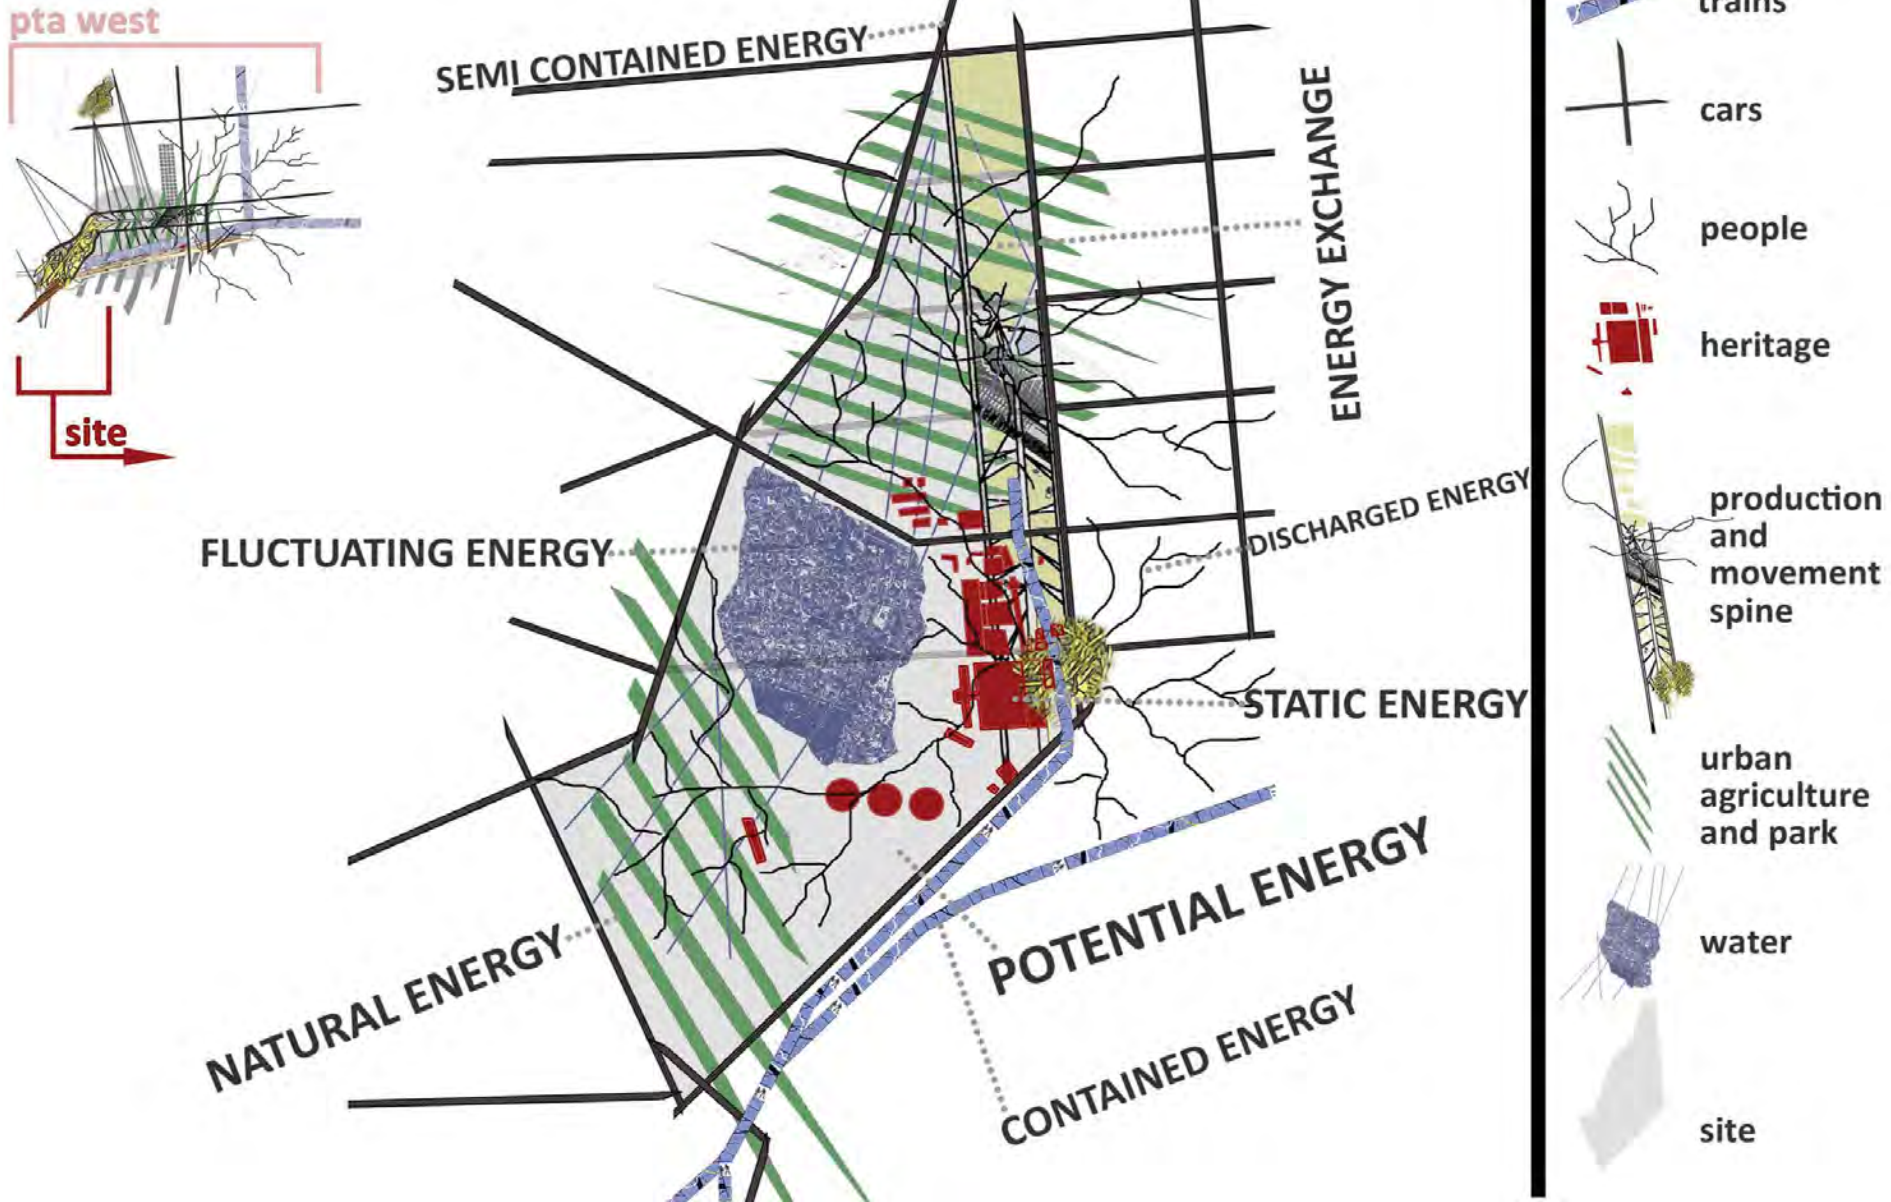 pta west
site
SEMI CONTAINED ENERGY
ENERGY EXCHANGE
FLUCTUATING ENERGY
DISCHARGED ENERGY
STATIC ENERGY
POTENTIAL ENERGY
NATURAL ENERGY
CONTAINED ENERGY
trains
cars
people
heritage
production
and
movement
spine
urban
agriculture
and park
water
site